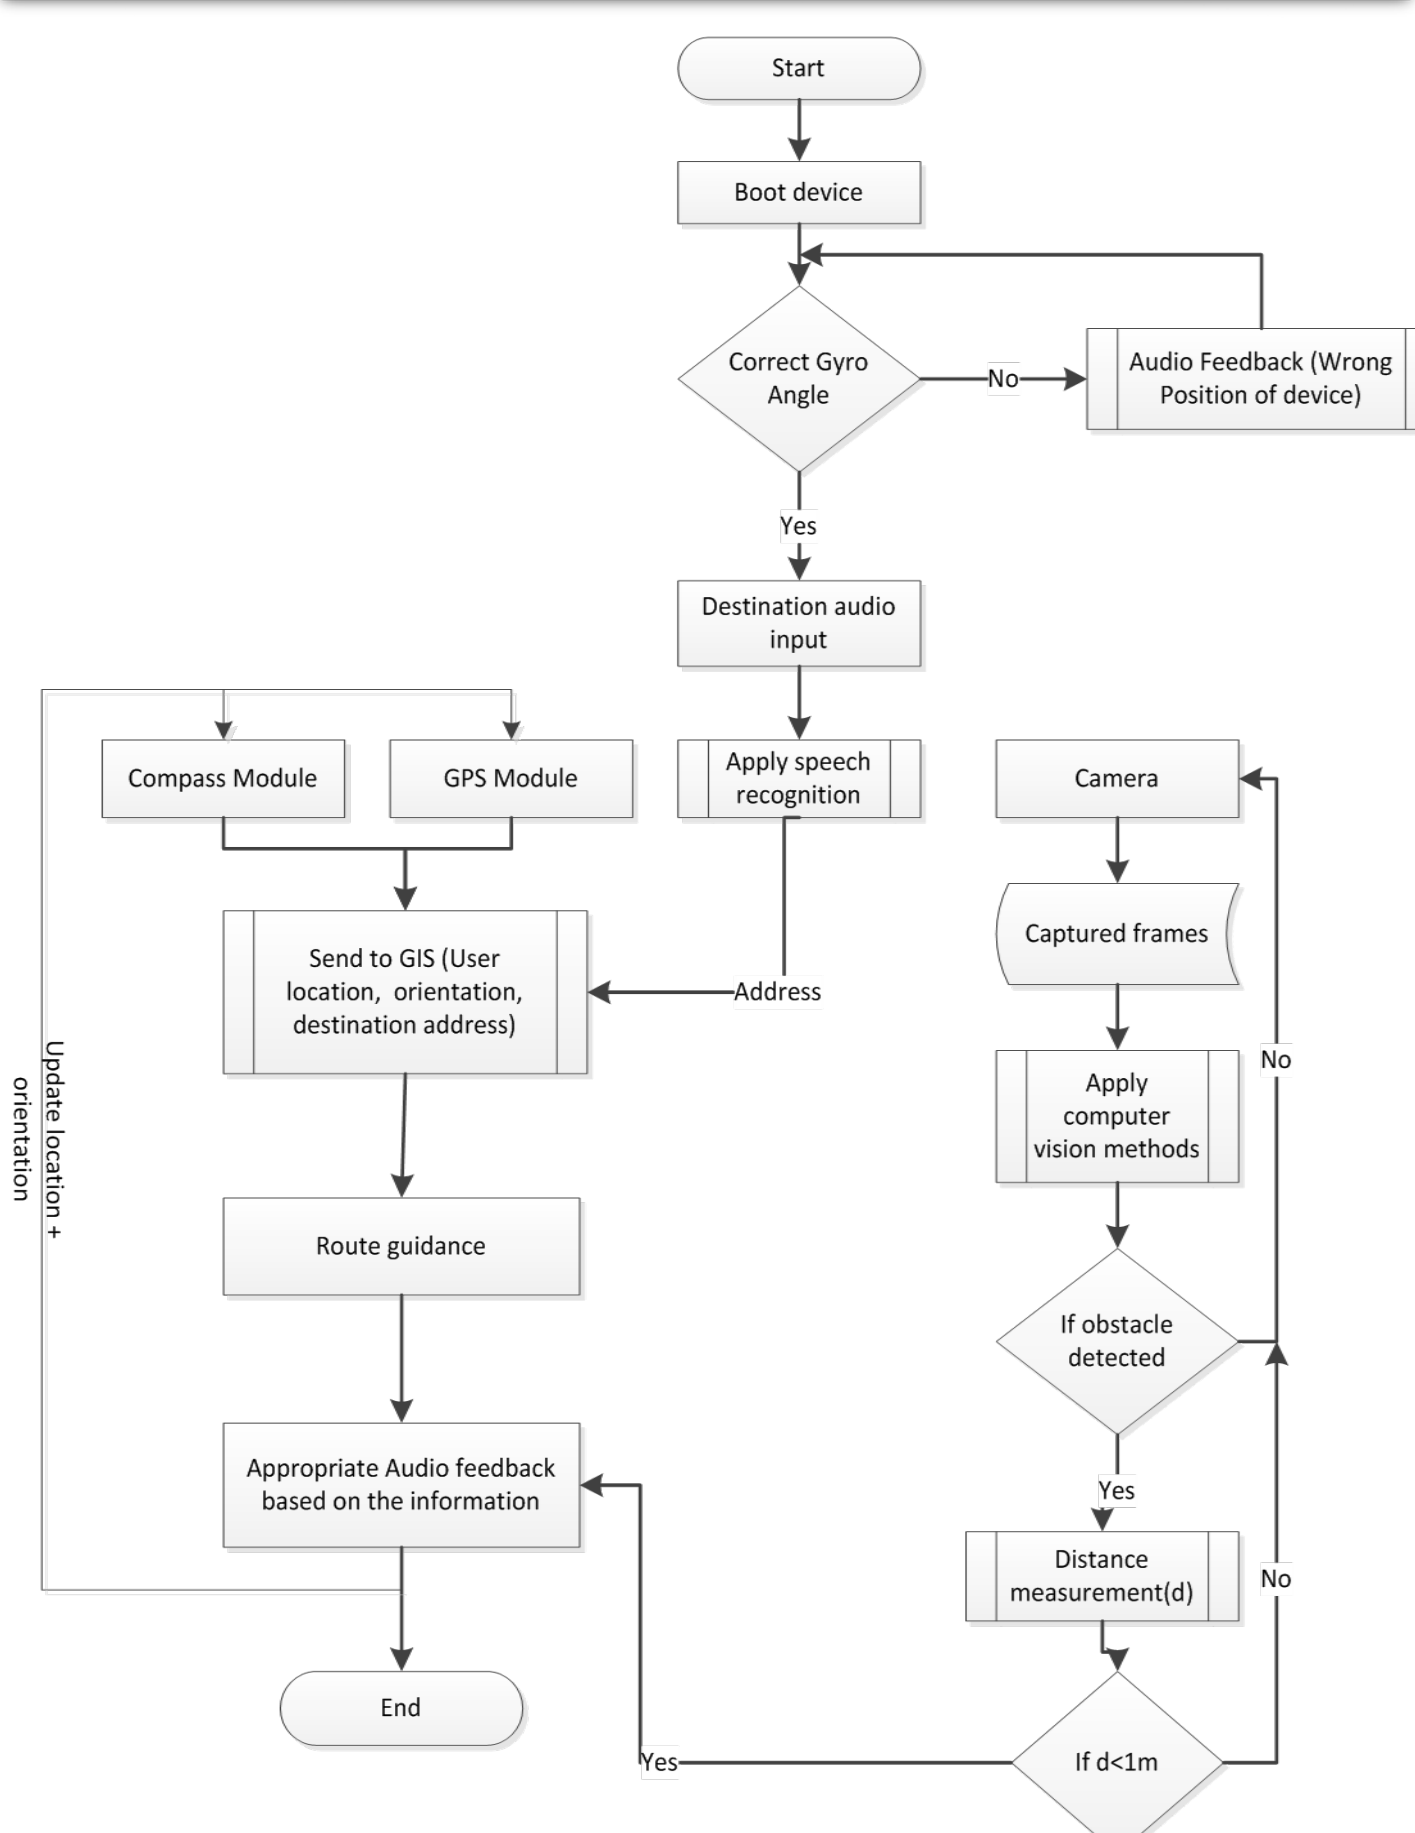 Start
Boot device
Correct Gyro
Angle
No
Audio Feedback (Wrong
Position of device)
Yes
Destination audio
input
Compass Module
GPS Module
Apply speech
recognition
Camera
Captured frames
Send to GIS (User
location, orientation,
destination address)
Address
Update location +
orientation
No
Apply
computer
vision methods
Route guidance
If obstacle
detected
Appropriate Audio feedback
based on the information
Yes
Distance
measurement(d)
No
End
Yes
If d<1m